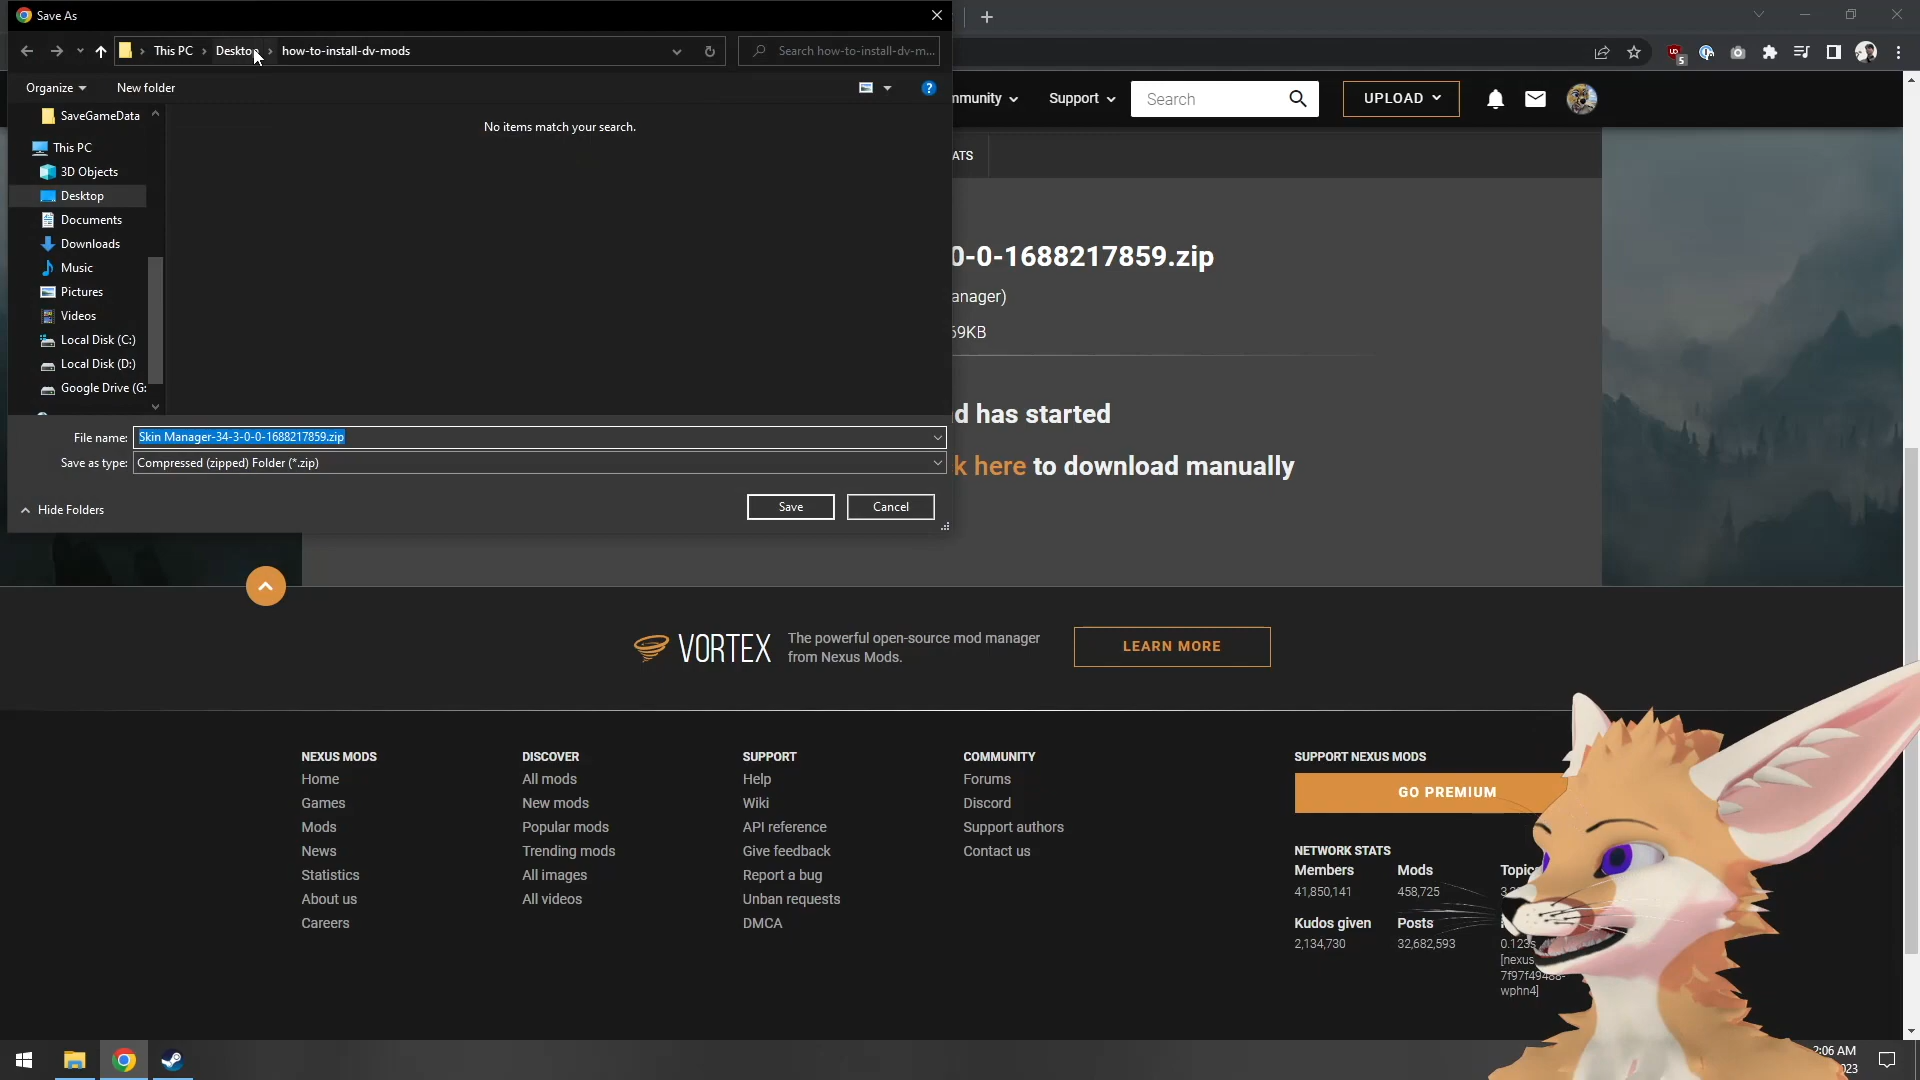 Save As
This PC
Desktop
how-to-install-dv-mods
Search how-to-install-dv-m...
Organize
New folder
SaveGameData
This PC
3D Objects
Desktop
Documents
Downloads
Music
Pictures
Videos
Local Disk (C:)
Local Disk (D:)
Google Drive (G:
No items match your search.
File name: Skin Manager-34-3-0-0-1688217859.zip
Save as type: Compressed (zipped) Folder (*.zip)
Hide Folders
Save
Cancel
5
Support
Search
UPLOAD
ATS
0-0-1688217859.zip
anager)
69KB
d has started
k here to download manually
VORTEX
The powerful open-source mod manager
from Nexus Mods.
LEARN MORE
NEXUS MODS
Home
Games
Mods
News
Statistics
About us
Careers
DISCOVER
All mods
New mods
Popular mods
Trending mods
All images
All videos
SUPPORT
Help
Wiki
API reference
Give feedback
Report a bug
Unban requests
DMCA
COMMUNITY
Forums
Discord
Support authors
Contact us
SUPPORT NEXUS MODS
GO PREMIUM
NETWORK STATS
Members
41,850,141
Mods
458,725
Kudos given
2,134,730
Posts
32,682,593
0.123s
[nexus
wphn4]
2:06 AM